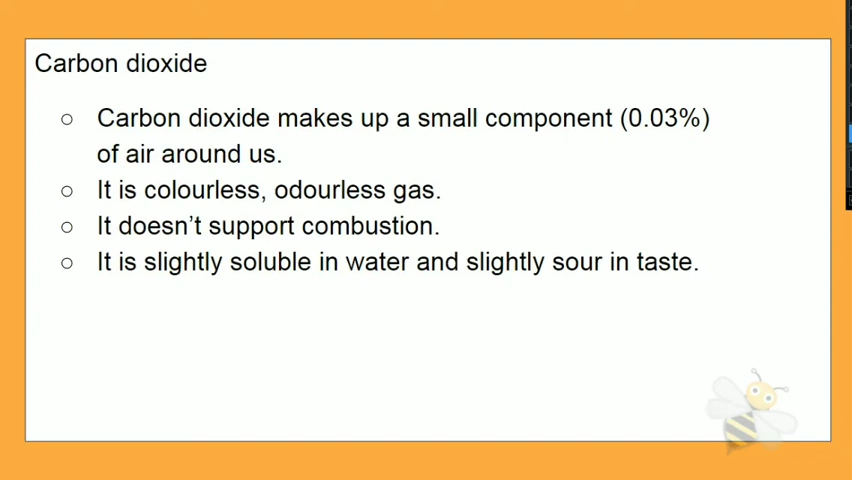 Carbon dioxide
○ Carbon dioxide makes up a small component (0.03%)
of air around us.
○ It is colourless, odourless gas.
○ It doesn’t support combustion.
○ It is slightly soluble in water and slightly sour in taste.